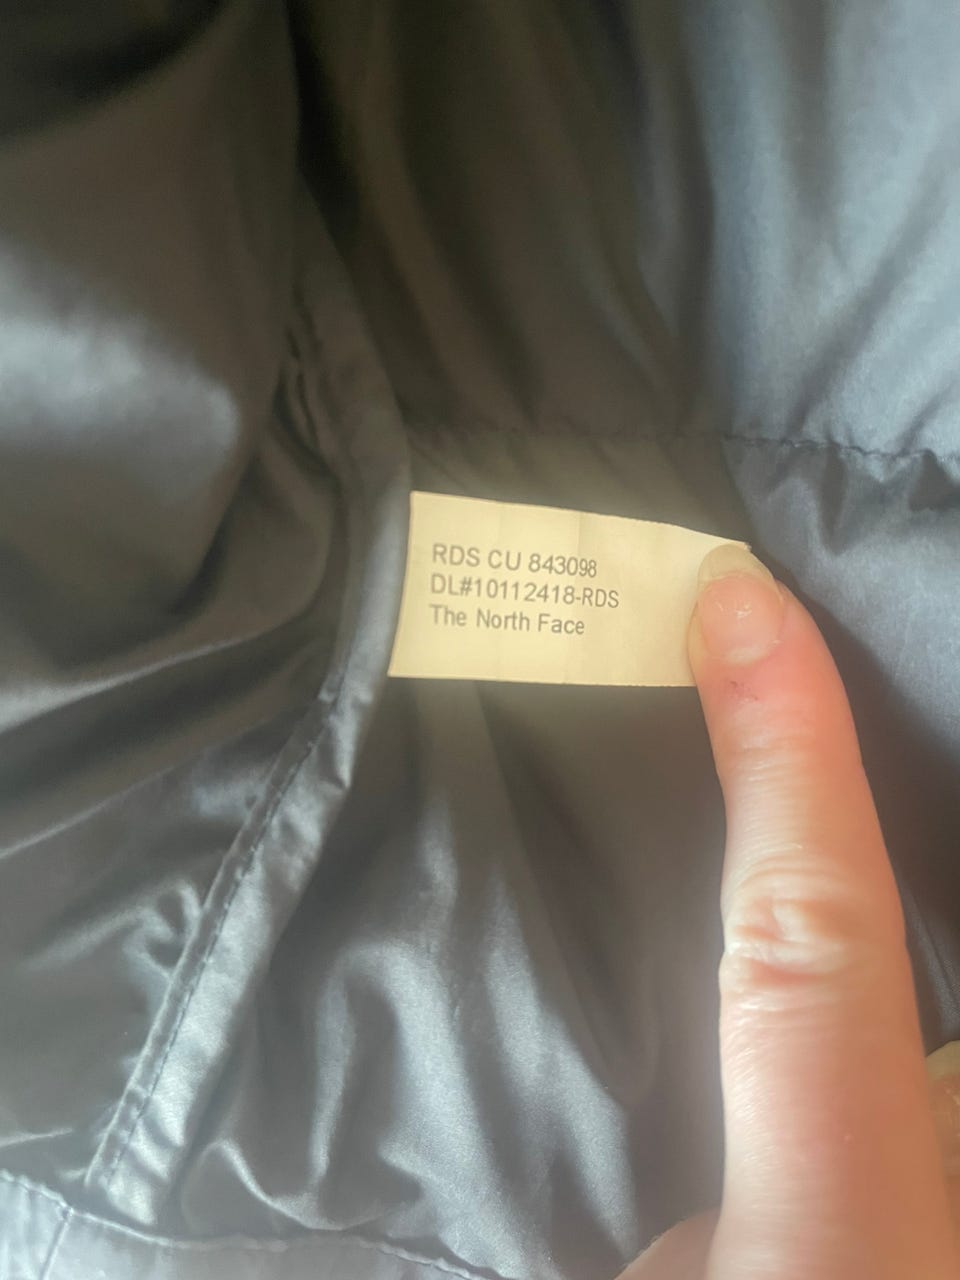 RDS CU 843098
DL#10112418-RDS
The North Face